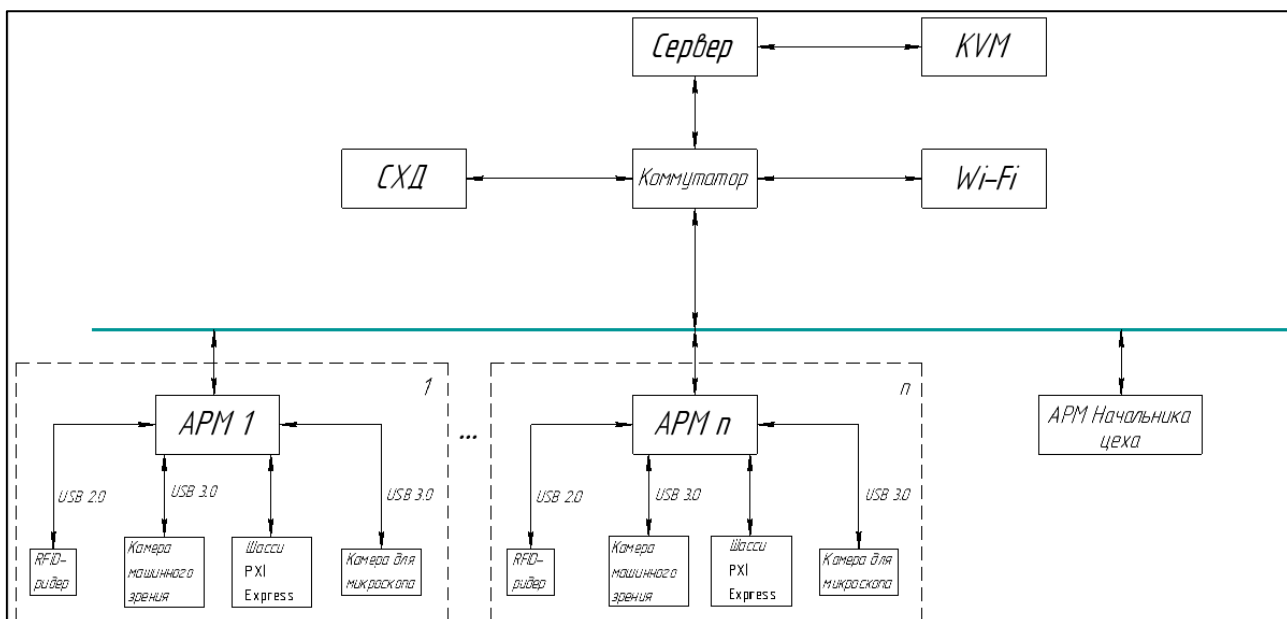 Сервер
KVM
СХД
Коммутатор
Wi-Fi
1
n
АРМ 1
...
АРМ n
АРМ Начальника
цеха
USB 2.0
USB 3.0
USB 3.0
USB 2.0
USB 3.0
USB 3.0
RFID-
ридер
Камера
машинного
зрения
Шасси
PXI
Express
Камера для
микроскопа
RFID-
ридер
Камера
машинного
зрения
Шасси
PXI
Express
Камера для
микроскопа